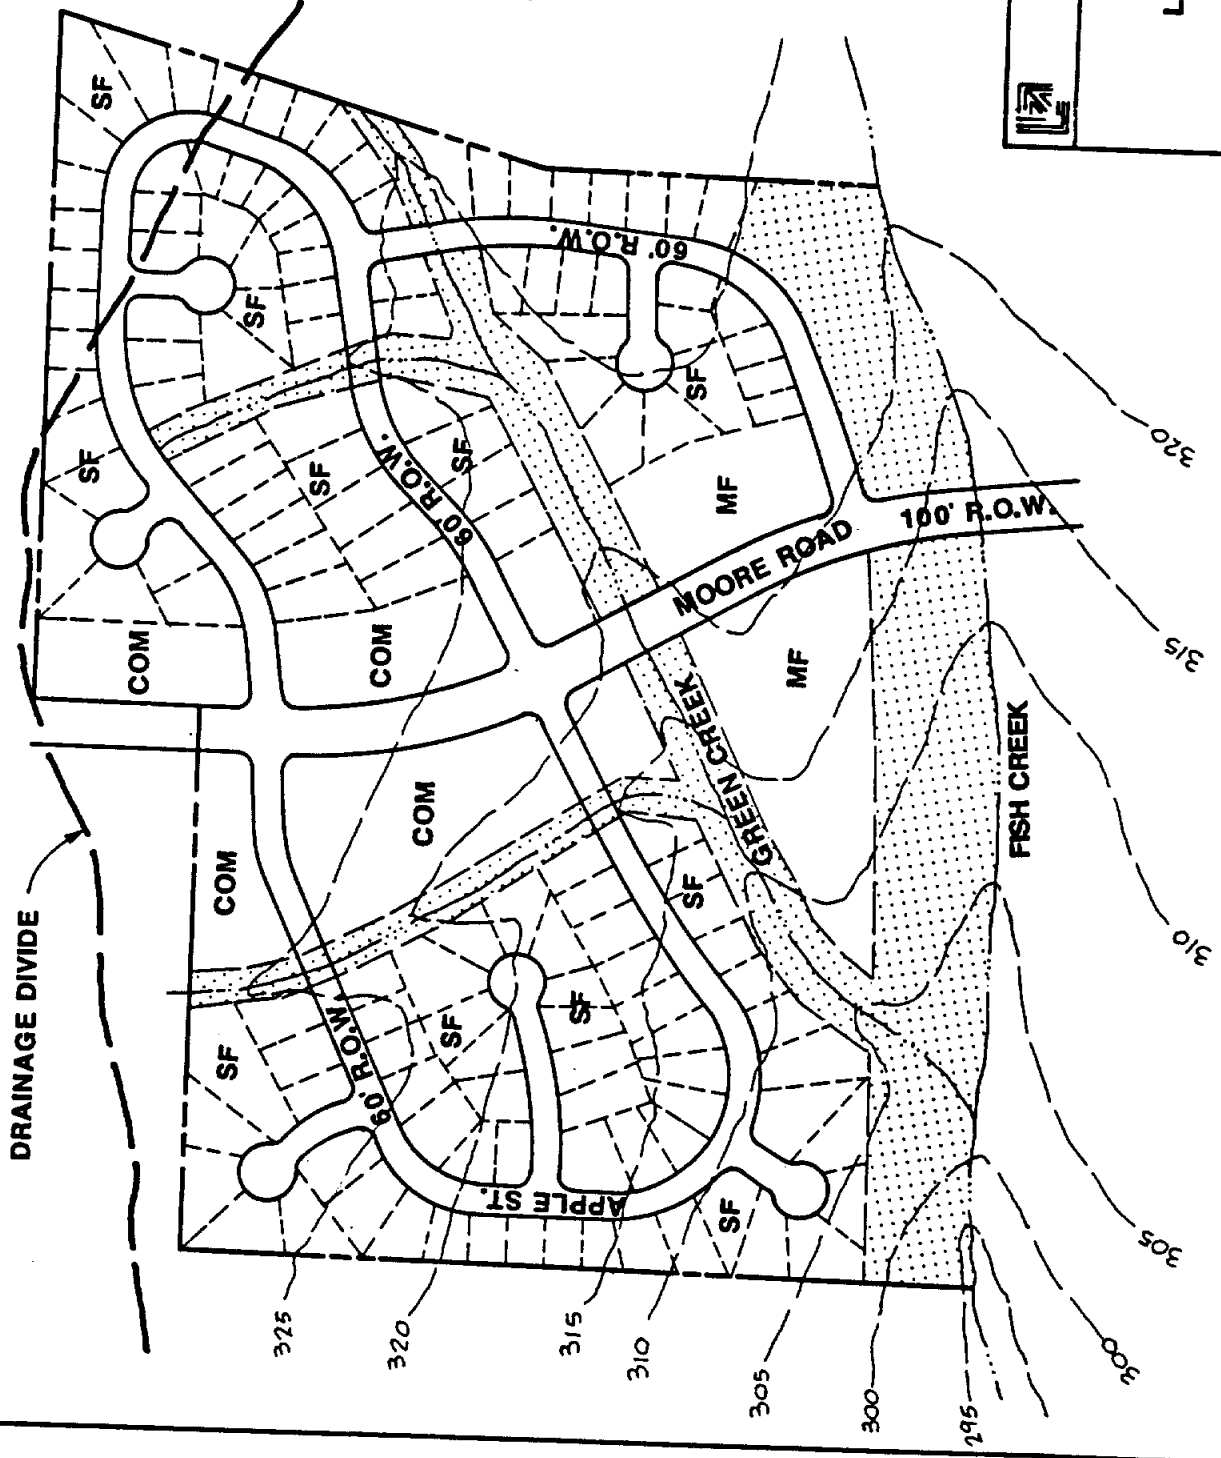 DRAINAGE DIVIDE
SF
SF
SF
SF
SF
SF
60' R.O.W.
60' R.O.W.
MF
MOORE ROAD
100' R.O.W.
COM
COM
COM
COM
MF
GREEN CREEK
FISH CREEK
SF
SF
SF
SF
SF
60' R.O.W.
APPLE ST.
325
320
315
310
305
300
295
320
315
310
305
300